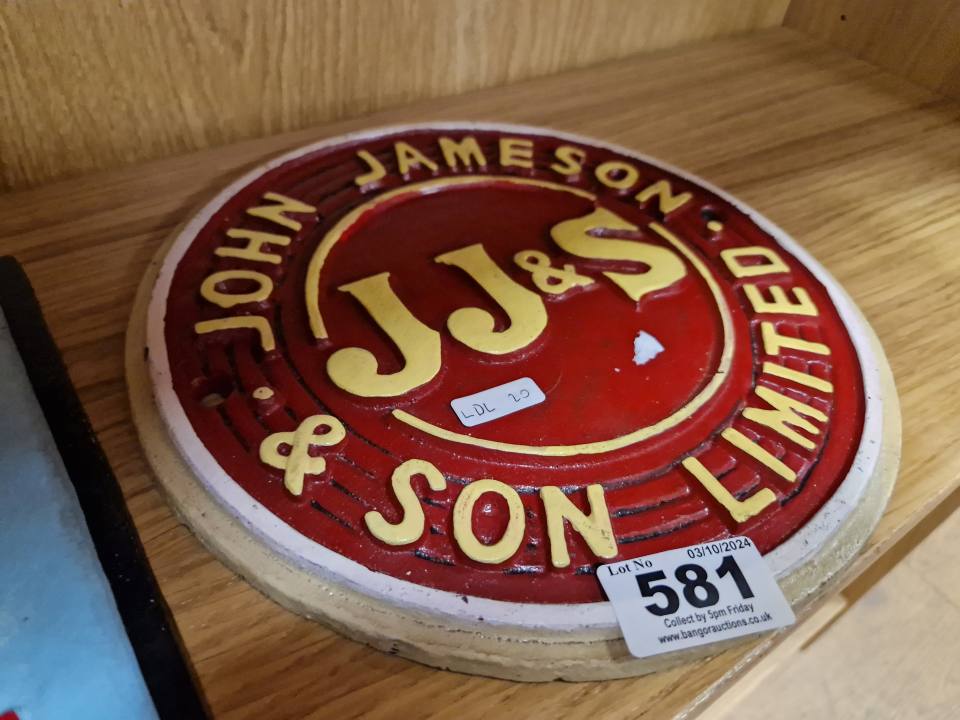 JOHN JAMESON
& SON LIMITED
JJ&S
LDL 20
Lot No 03/10/2024
581
Collect by 5pm Friday
www.bangorauctions.co.uk